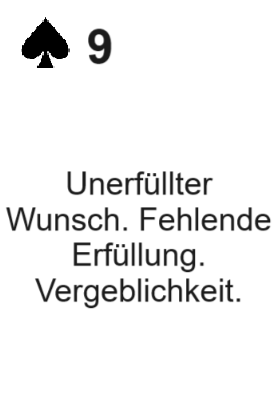 ♠ 9
Unerfüllter
Wunsch. Fehlende
Erfüllung.
Vergeblichkeit.